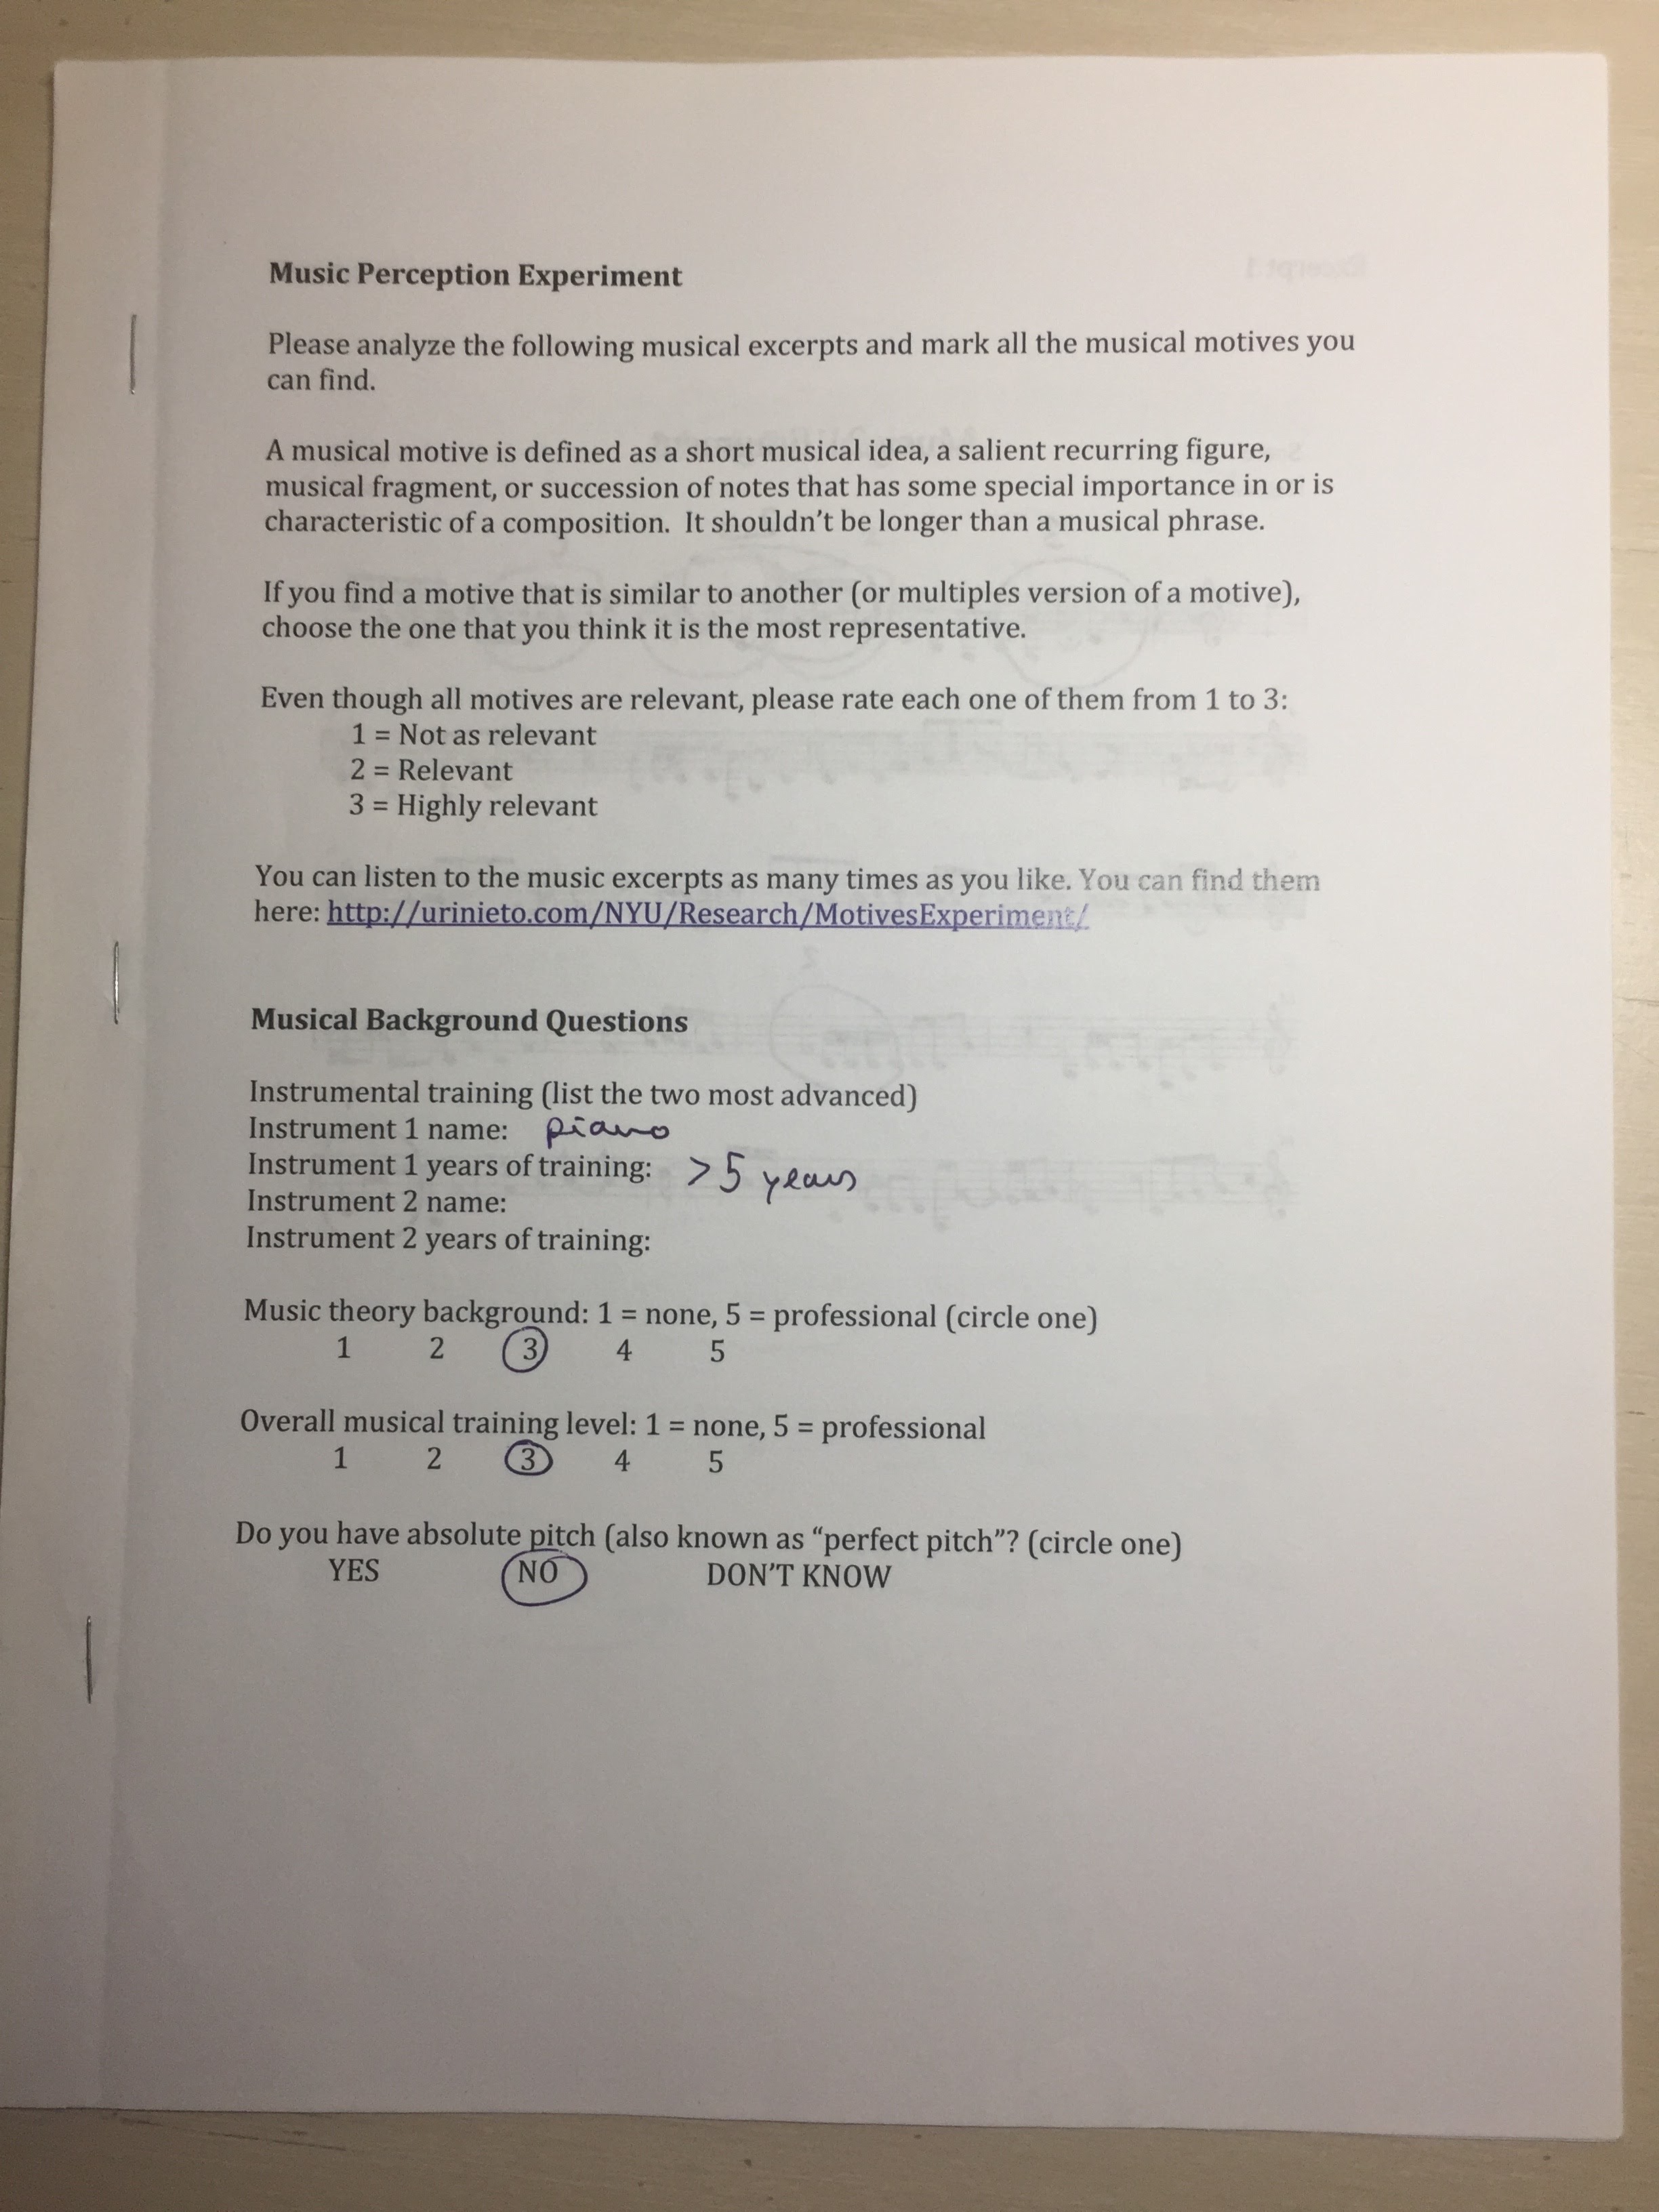 Music Perception Experiment
Please analyze the following musical excerpts and mark all the musical motives you
can find.
A musical motive is defined as a short musical idea, a salient recurring figure,
musical fragment, or succession of notes that has some special importance in or is
characteristic of a composition.  It shouldn't be longer than a musical phrase.
If you find a motive that is similar to another (or multiples version of a motive),
choose the one that you think it is the most representative.
Even though all motives are relevant, please rate each one of them from 1 to 3:
1 = Not as relevant
2 = Relevant
3 = Highly relevant
You can listen to the music excerpts as many times as you like. You can find them
here: http://urinieto.com/NYU/Research/MotivesExperiment/
Musical Background Questions
Instrumental training (list the two most advanced)
Instrument 1 name: piano
Instrument 1 years of training: >5 years
Instrument 2 name:
Instrument 2 years of training:
Music theory background: 1 = none, 5 = professional (circle one)
1 2 3 4 5
Overall musical training level: 1 = none, 5 = professional
1 2 3 4 5
Do you have absolute pitch (also known as “perfect pitch”? (circle one)
YES NO DON'T KNOW